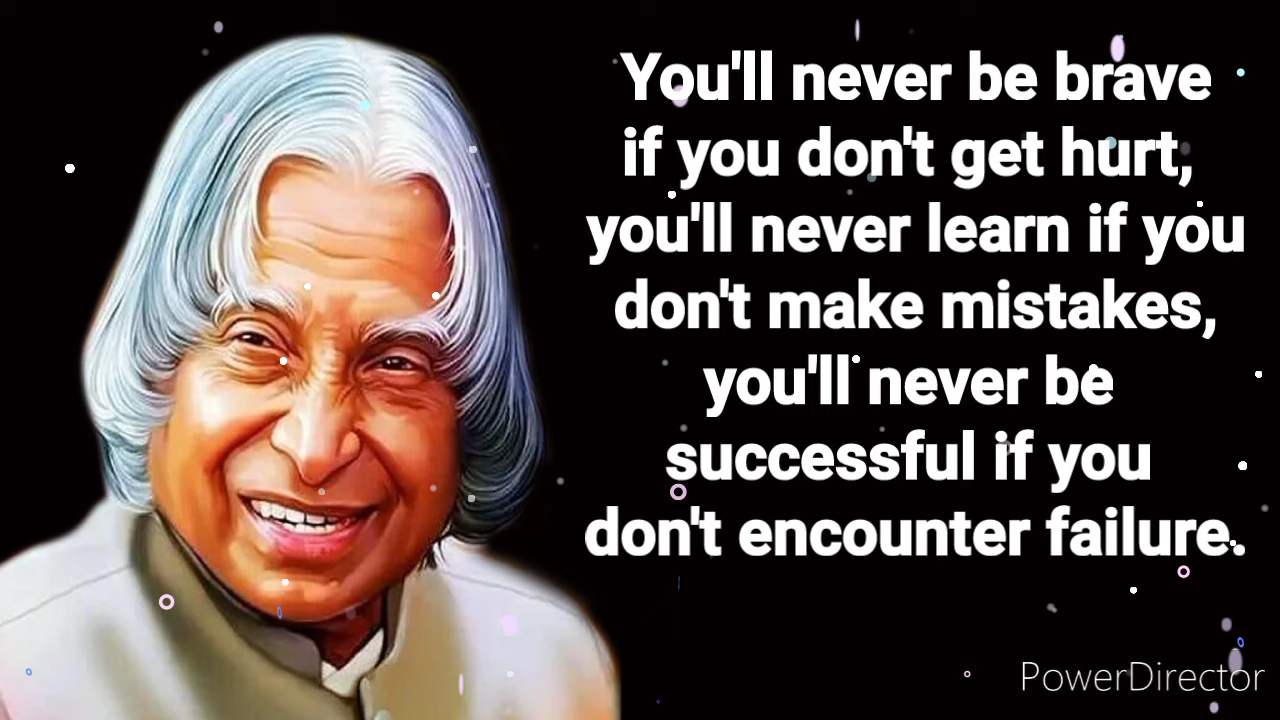 You'll never be brave
if you don't get hurt,
you'll never learn if you
don't make mistakes,
you'll never be
successful if you
don't encounter failure.
PowerDirector